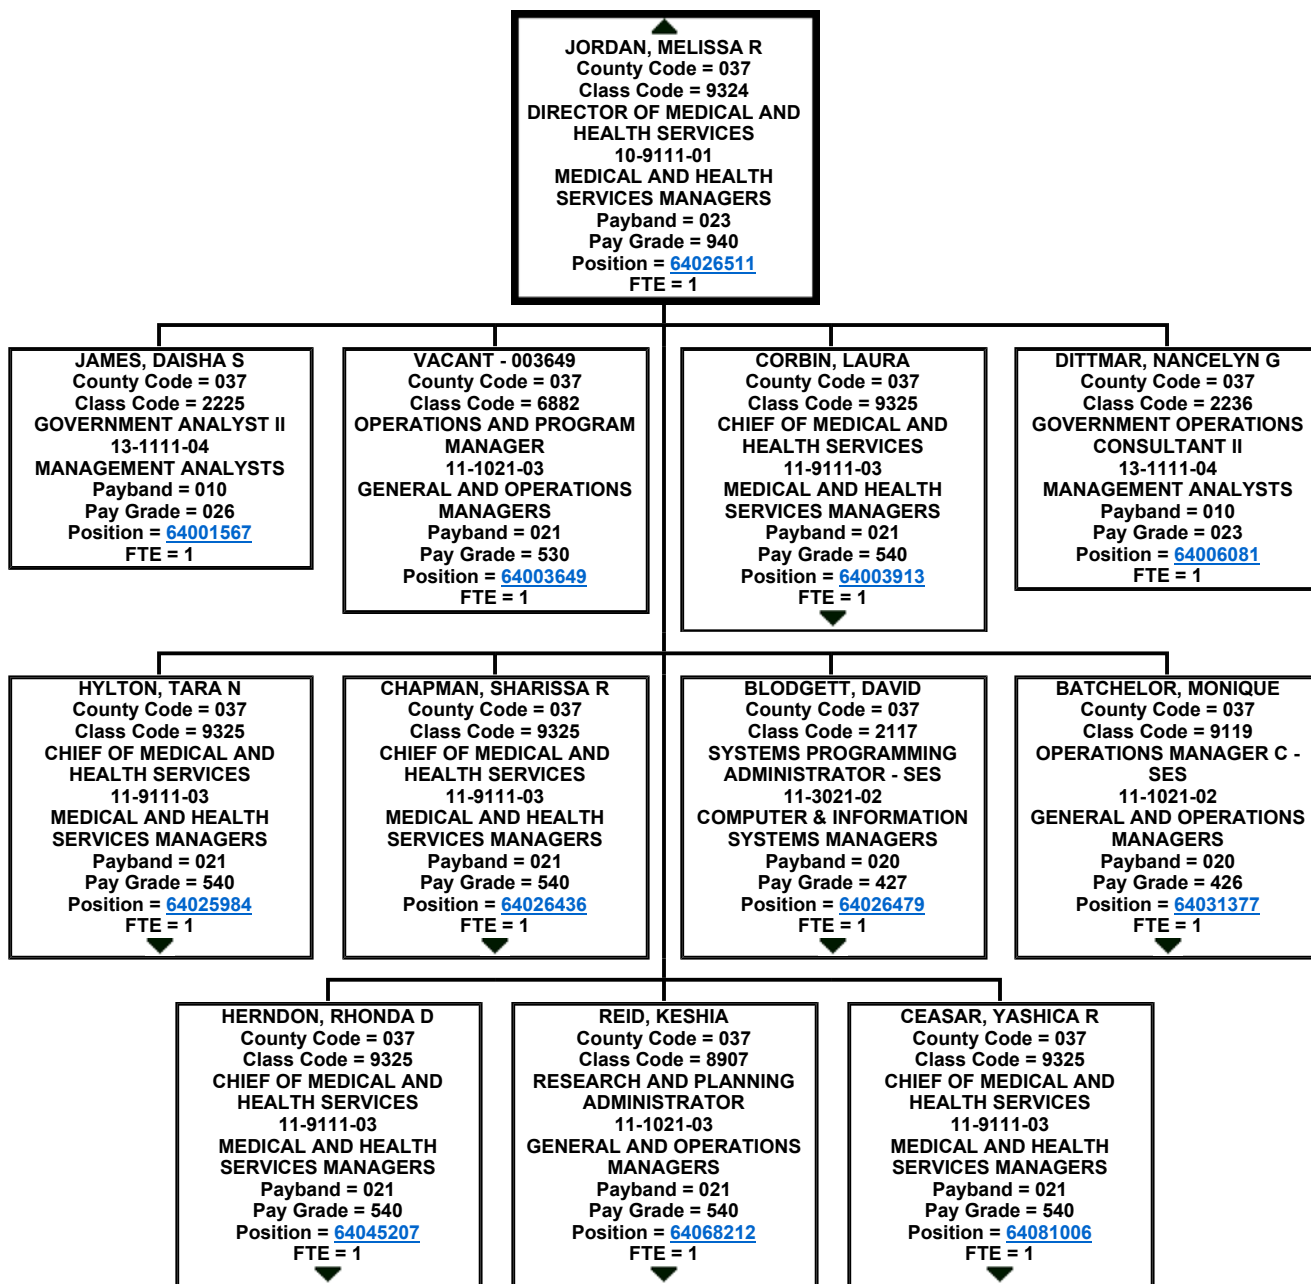 JORDAN, MELISSA R
County Code = 037
Class Code = 9324
DIRECTOR OF MEDICAL AND
HEALTH SERVICES
10-9111-01
MEDICAL AND HEALTH
SERVICES MANAGERS
Payband = 023
Pay Grade = 940
Position = 64026511
FTE = 1
JAMES, DAISHA S
County Code = 037
Class Code = 2225
GOVERNMENT ANALYST II
13-1111-04
MANAGEMENT ANALYSTS
Payband = 010
Pay Grade = 026
Position = 64001567
FTE = 1
VACANT - 003649
County Code = 037
Class Code = 6882
OPERATIONS AND PROGRAM
MANAGER
11-1021-03
GENERAL AND OPERATIONS
MANAGERS
Payband = 021
Pay Grade = 530
Position = 64003649
FTE = 1
CORBIN, LAURA
County Code = 037
Class Code = 9325
CHIEF OF MEDICAL AND
HEALTH SERVICES
11-9111-03
MEDICAL AND HEALTH
SERVICES MANAGERS
Payband = 021
Pay Grade = 540
Position = 64003913
FTE = 1
DITTMAR, NANCELYN G
County Code = 037
Class Code = 2236
GOVERNMENT OPERATIONS
CONSULTANT II
13-1111-04
MANAGEMENT ANALYSTS
Payband = 010
Pay Grade = 023
Position = 64006081
FTE = 1
HYLTON, TARA N
County Code = 037
Class Code = 9325
CHIEF OF MEDICAL AND
HEALTH SERVICES
11-9111-03
MEDICAL AND HEALTH
SERVICES MANAGERS
Payband = 021
Pay Grade = 540
Position = 64025984
FTE = 1
CHAPMAN, SHARISSA R
County Code = 037
Class Code = 9325
CHIEF OF MEDICAL AND
HEALTH SERVICES
11-9111-03
MEDICAL AND HEALTH
SERVICES MANAGERS
Payband = 021
Pay Grade = 540
Position = 64026436
FTE = 1
BLODGETT, DAVID
County Code = 037
Class Code = 2117
SYSTEMS PROGRAMMING
ADMINISTRATOR - SES
11-3021-02
COMPUTER & INFORMATION
SYSTEMS MANAGERS
Payband = 020
Pay Grade = 427
Position = 64026479
FTE = 1
BATCHELOR, MONIQUE
County Code = 037
Class Code = 9119
OPERATIONS MANAGER C -
SES
11-1021-02
GENERAL AND OPERATIONS
MANAGERS
Payband = 020
Pay Grade = 426
Position = 64031377
FTE = 1
HERNDON, RHONDA D
County Code = 037
Class Code = 9325
CHIEF OF MEDICAL AND
HEALTH SERVICES
11-9111-03
MEDICAL AND HEALTH
SERVICES MANAGERS
Payband = 021
Pay Grade = 540
Position = 64045207
FTE = 1
REID, KESHIA
County Code = 037
Class Code = 8907
RESEARCH AND PLANNING
ADMINISTRATOR
11-1021-03
GENERAL AND OPERATIONS
MANAGERS
Payband = 021
Pay Grade = 540
Position = 64068212
FTE = 1
CEASAR, YASHICA R
County Code = 037
Class Code = 9325
CHIEF OF MEDICAL AND
HEALTH SERVICES
11-9111-03
MEDICAL AND HEALTH
SERVICES MANAGERS
Payband = 021
Pay Grade = 540
Position = 64081006
FTE = 1